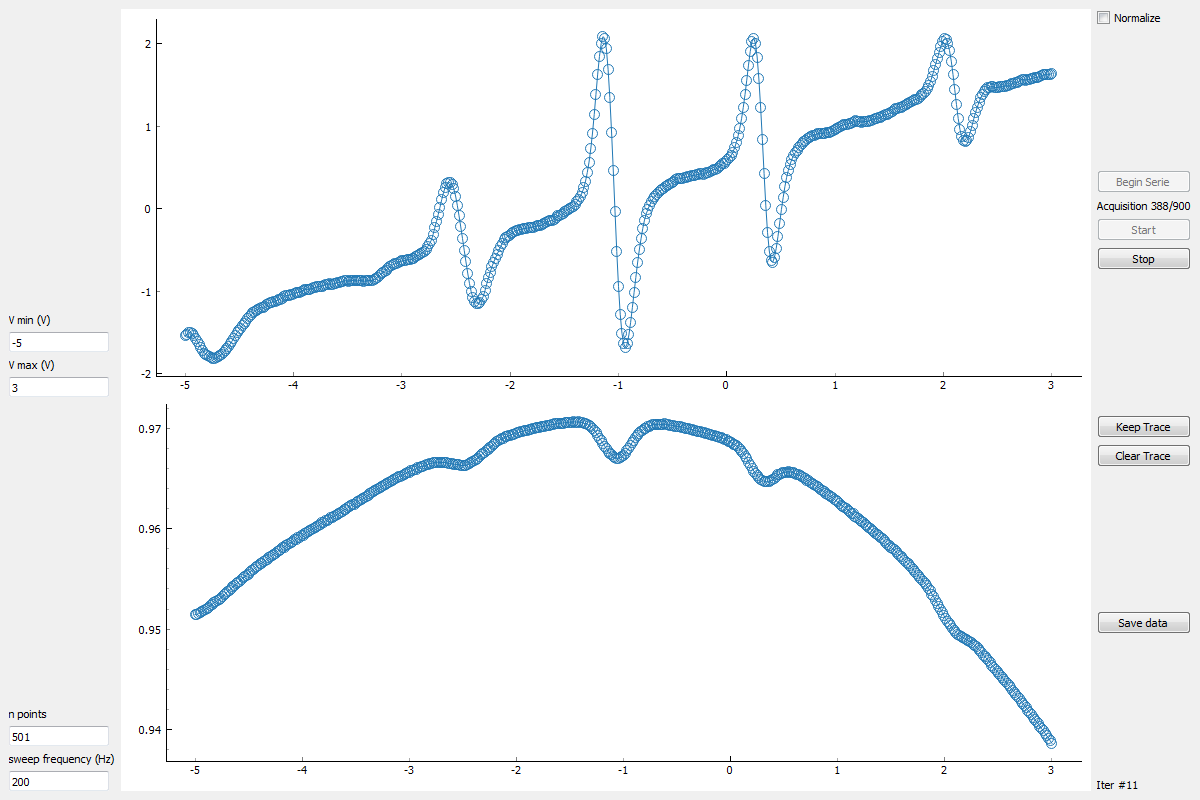 Normalize
2
1
0
-1
-2
-5 -4 -3 -2 -1 0 1 2 3
Begin Serie
Acquisition 388/900
Start
Stop
V min (V)
-5
V max (V)
3
0.97
0.96
0.95
0.94
-5 -4 -3 -2 -1 0 1 2 3
Keep Trace
Clear Trace
Save data
n points
501
sweep frequency (Hz)
200
Iter #11